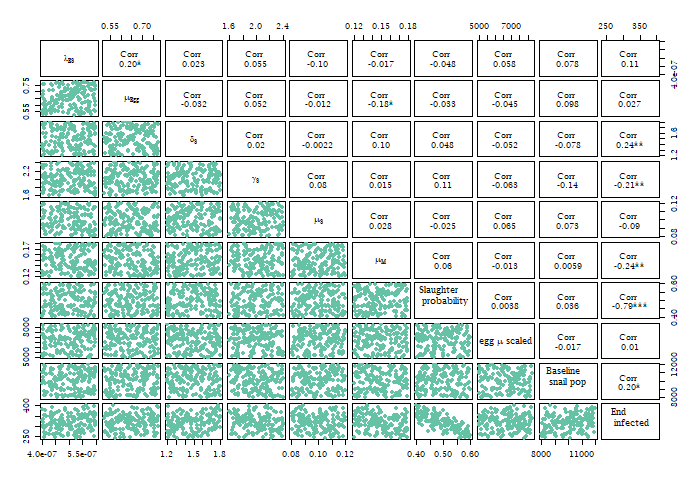 0.55 0.70 1.6 2.0 2.4 0.12 0.15 0.18 5000 7000 250 350
Corr Corr Corr Corr Corr Corr Corr Corr Corr
0.20* 0.023 0.055 -0.10 -0.017 -0.048 0.058 0.078 0.11
4.0e-07
0.55 0.75
Corr Corr Corr Corr Corr Corr Corr Corr
-0.032 0.052 -0.012 -0.18* -0.033 -0.045 0.098 0.027
δS
Corr Corr Corr Corr Corr Corr Corr
0.02 -0.0022 0.10 0.048 -0.052 -0.078 0.24**
1.2 1.6
1.6 2.2
γS
Corr Corr Corr Corr Corr Corr
0.08 0.015 0.11 -0.063 -0.14 -0.21**
μS
Corr Corr Corr Corr Corr
0.028 -0.025 0.065 0.073 -0.09
0.08 0.12
0.12 0.17
μM
Corr Corr Corr Corr
0.06 -0.013 0.0059 -0.24**
Slaughter
probability
Corr Corr Corr
0.0038 0.036 -0.79***
0.40 0.60
5000 8000
egg μ scaled
Corr Corr
-0.017 0.01
Baseline
snail pop
Corr
0.20*
8000 12000
250 400
End
infected
4.0e-07 5.5e-07 1.2 1.5 1.8 0.08 0.10 0.12 0.40 0.50 0.60 8000 11000